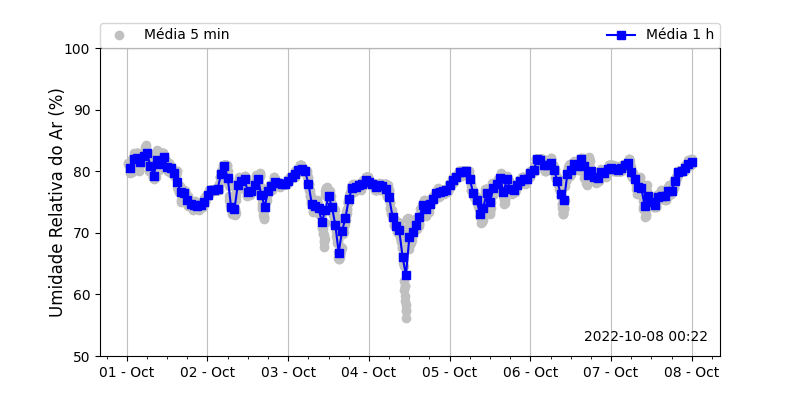 Média 5 min
Média 1 h
Umidade Relativa do Ar (%)
100
90
80
70
60
50
2022-10-08 00:22
01 - Oct
02 - Oct
03 - Oct
04 - Oct
05 - Oct
06 - Oct
07 - Oct
08 - Oct